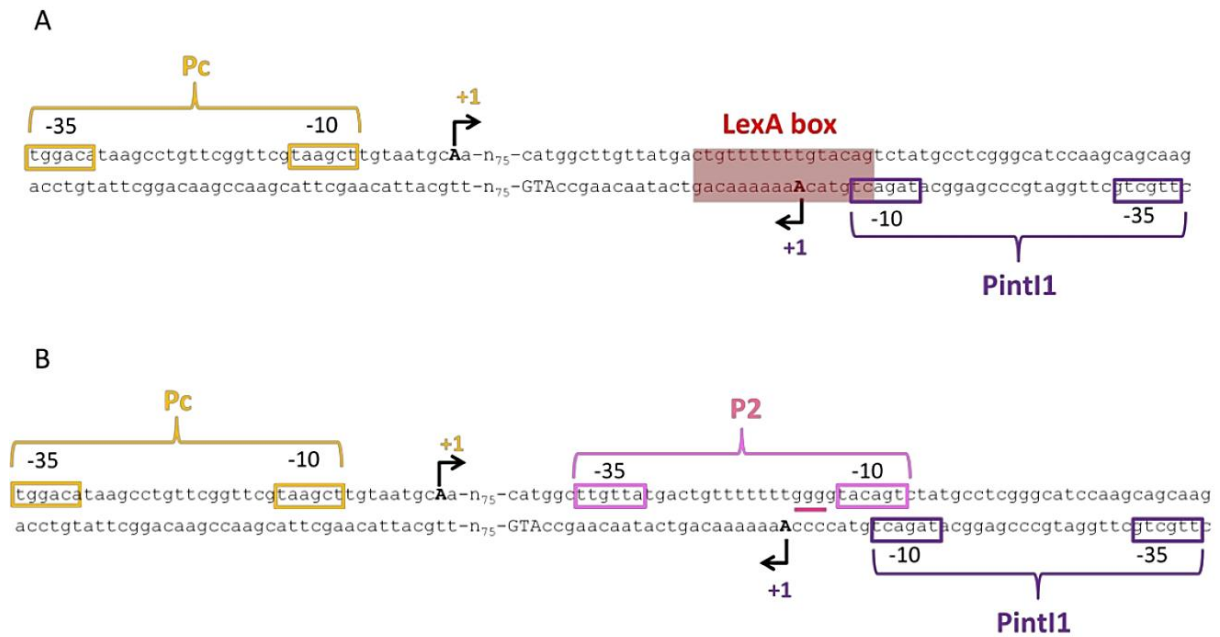 A
Pc
+1
-35 -10 LexA box
tggacataagcctgttcggttcgtaagcttgtaatgcAa-n75-catggcttgttatgactgtttttttgtacagtctatgcctcgggcatccaagcagcaag
acctgtattcggacaagccaagcattcgaacattacgtt-n75-GTAccgaacaatactgacaaaaaaAcatgtcagatacggagcccgtaggttcgtcgttc
+1 -10 -35
PintI1
B
Pc P2
+1
-35 -10 -35 -10
tggacataagcctgttcggttcgtaagcttgtaatgcAa-n75-catggcttgttatgactgtttttttggggtacagtctatgcctcgggcatccaagcagcaag
acctgtattcggacaagccaagcattcgaacattacgtt-n75-GTAccgaacaatactgacaaaaaaAccccatgtcagatacggagcccgtaggttcgtcgttc
+1 -10 -35
PintI1